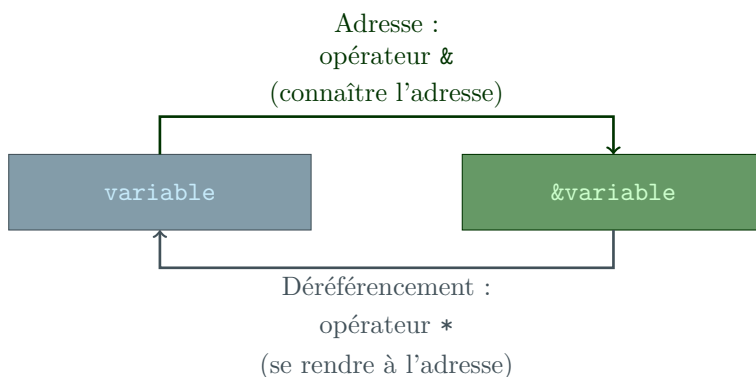 Adresse :
opérateur &
(connaître l'adresse)
variable
&variable
Déréférencement :
opérateur *
(se rendre à l'adresse)